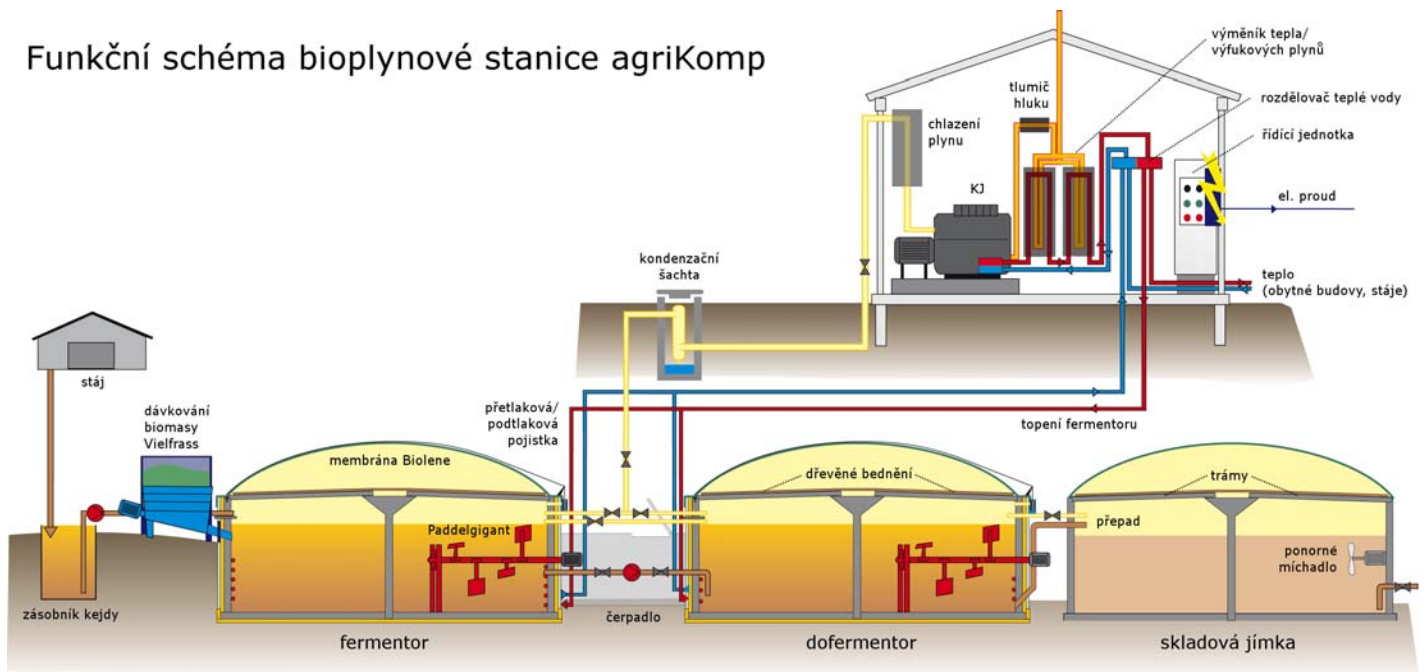 Funkční schéma bioplynové stanice agriKomp
výměník tepla/
výfukových plynů
tlumič
hluku
rozdělovač teplé vody
chlazení
plynu
řídící jednotka
KJ
el. proud
kondenzační
šachta
teplo
(obytné budovy, stáje)
stáj
dávkování
biomasy
Vielfrass
přetlaková/
podtlaková
pojistka
topení fermentoru
membrána Biolene
dřevěné bednění
trámy
Paddelgigant
přepad
ponorné
míchadlo
zásobník kejdy
čerpadlo
fermentor
dofermentor
skladová jímka